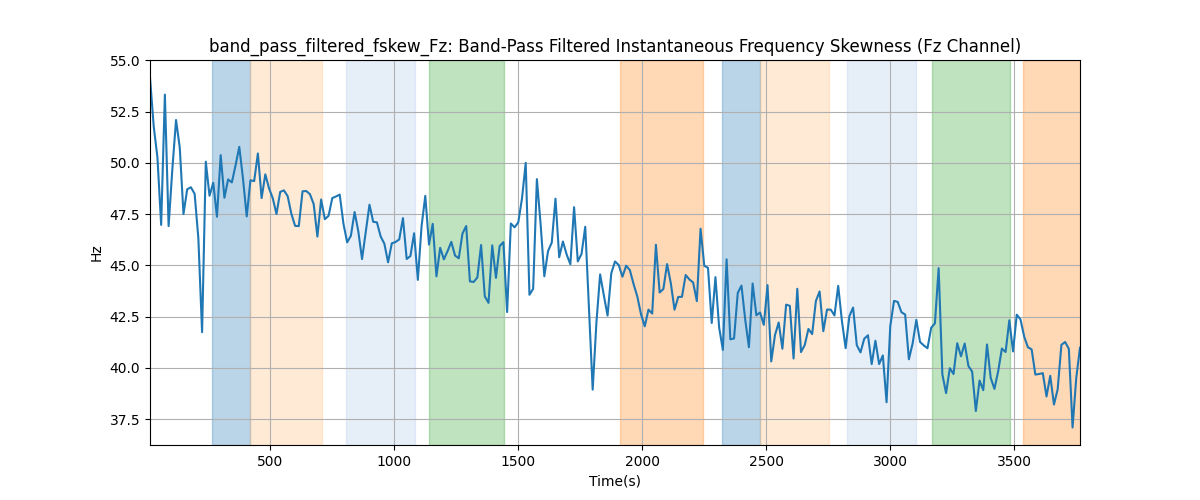 band_pass_filtered_fskew_Fz: Band-Pass Filtered Instantaneous Frequency Skewness (Fz Channel)
55.0
52.5
50.0
47.5
45.0
42.5
40.0
37.5
Hz
500 1000 1500 2000 2500 3000 3500
Time(s)